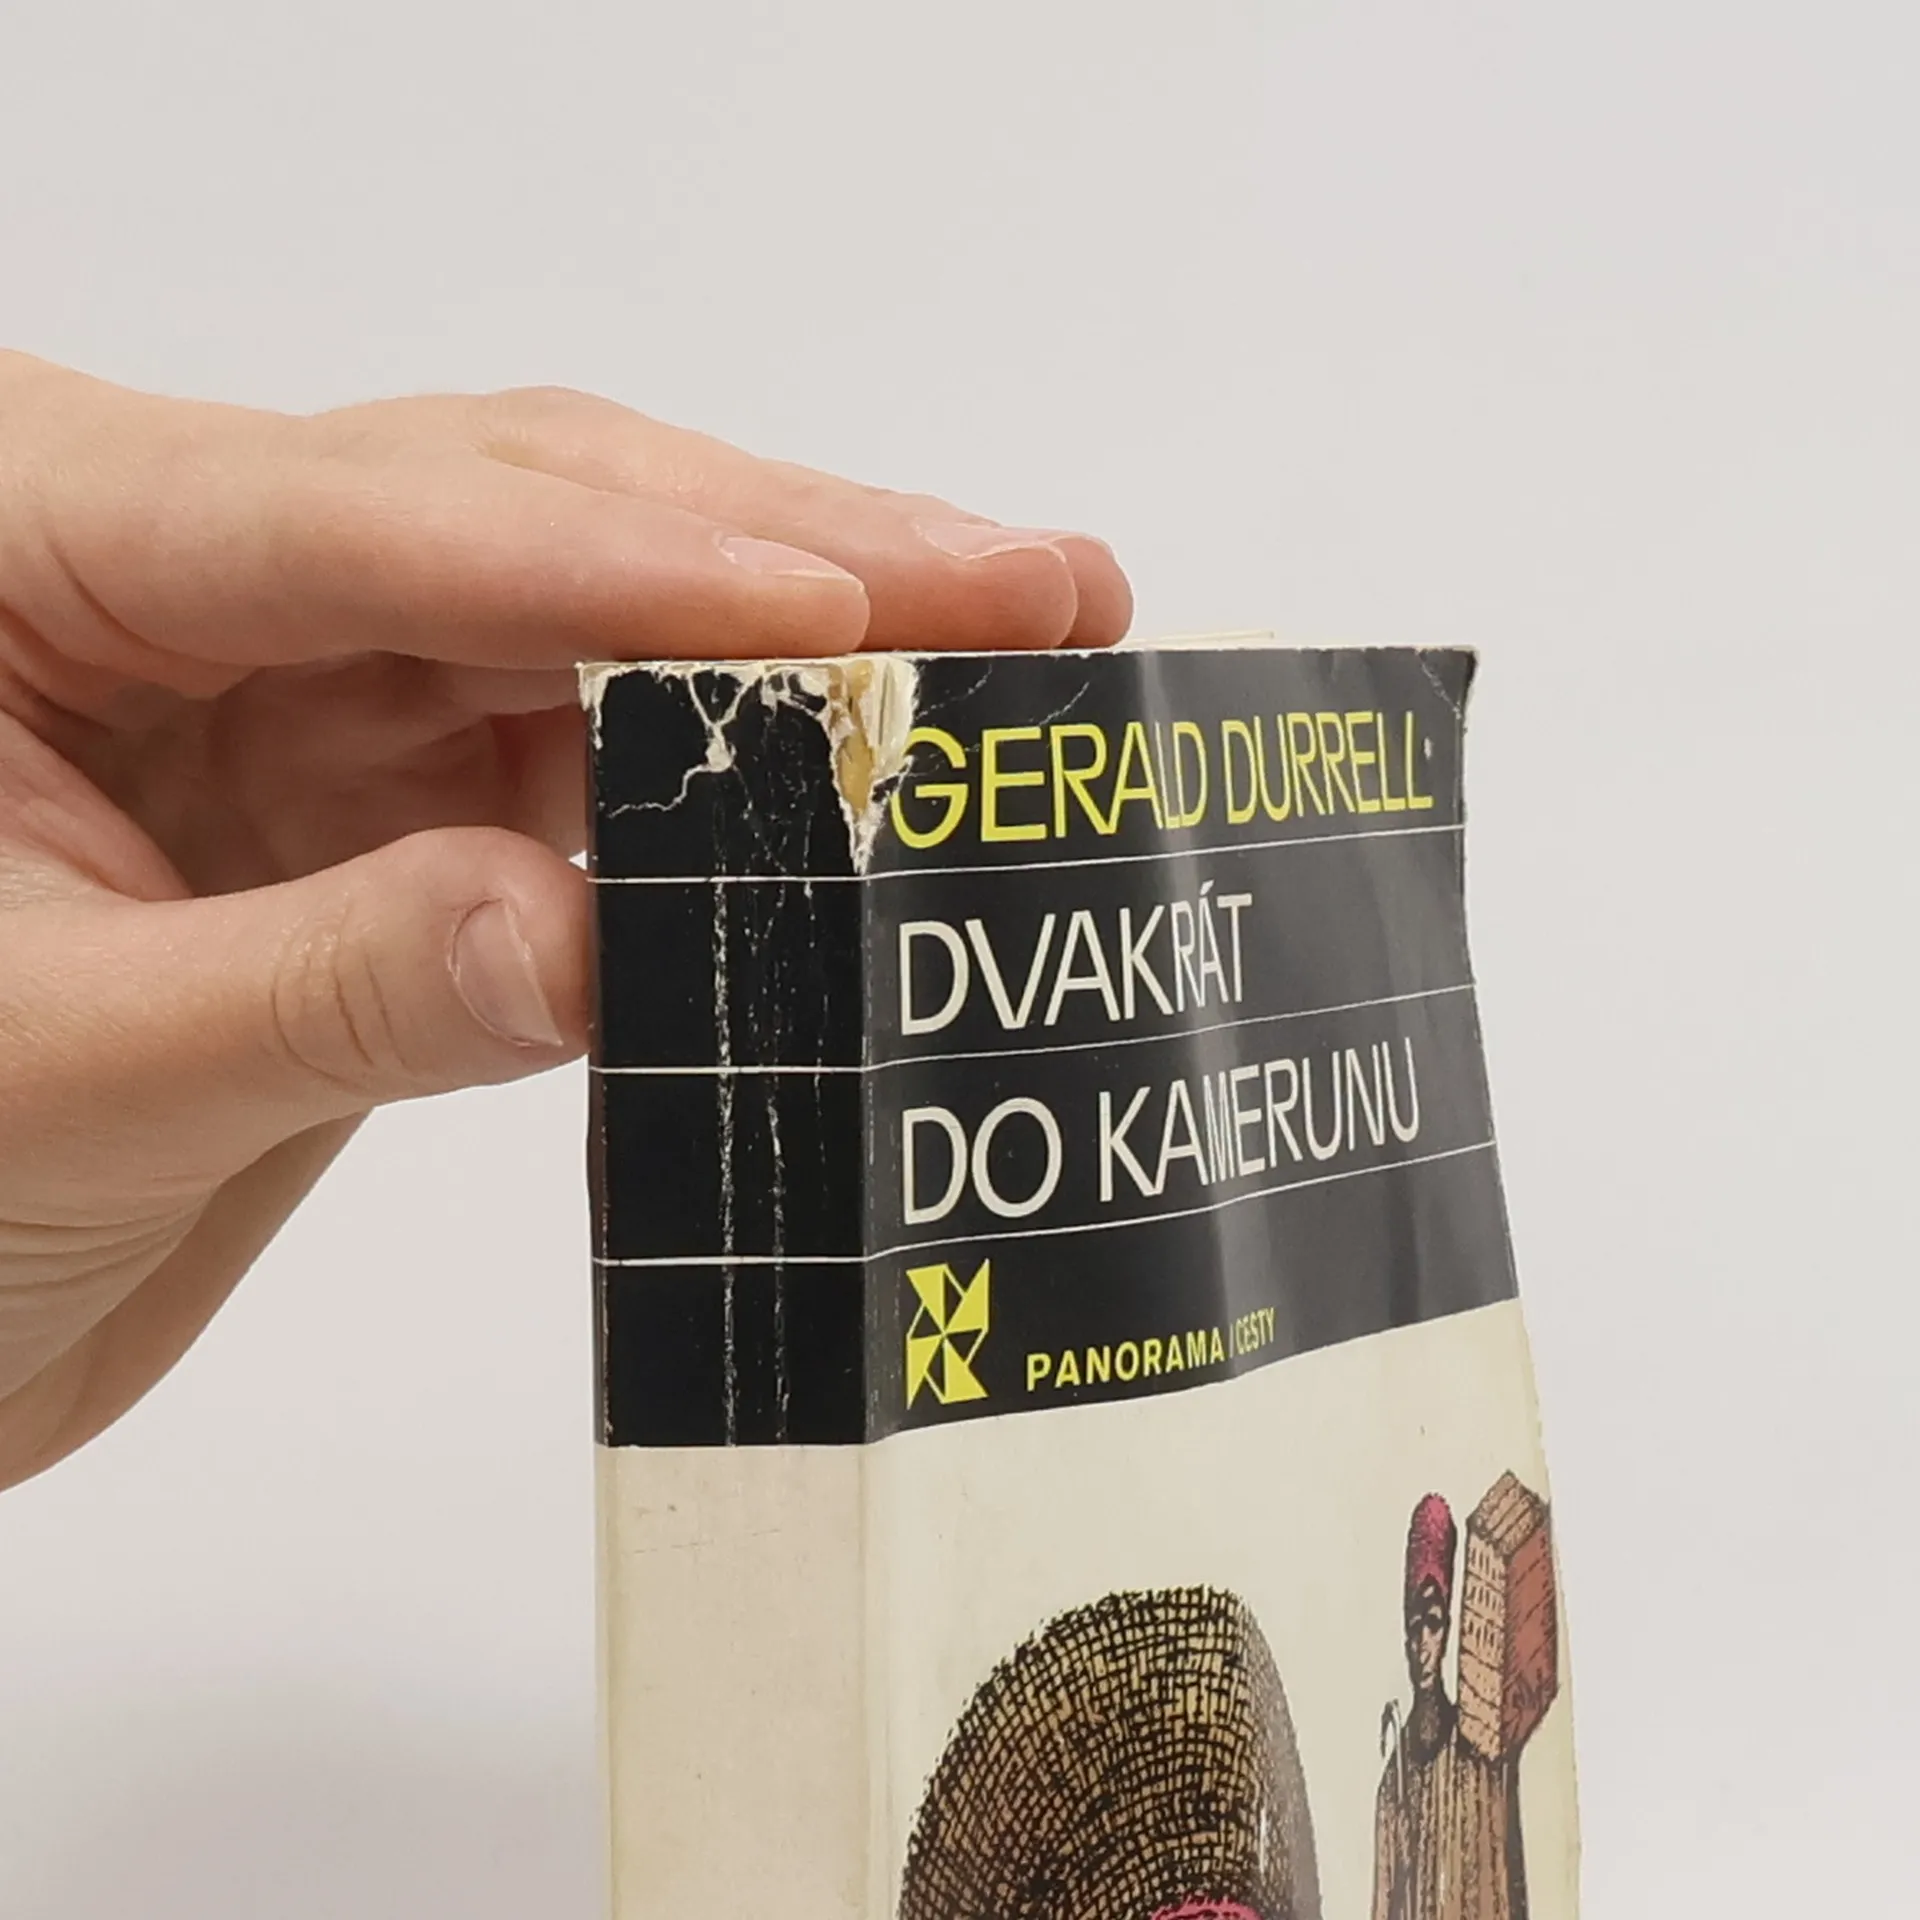 GERALD DURRELL
DVAKRÁT
DO KAMERUNU
PANORAMA / CESTY